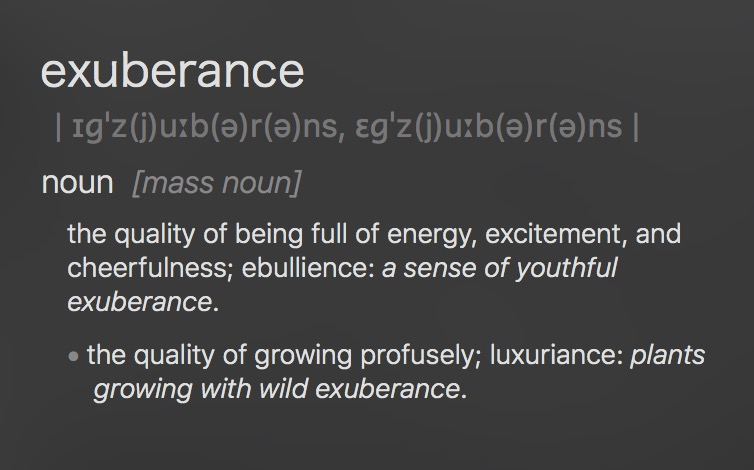 exuberance
| ɪɡˈz(j)uːb(ə)r(ə)ns, ɛɡˈz(j)uːb(ə)r(ə)ns |
noun [mass noun]
the quality of being full of energy, excitement, and
cheerfulness; ebullience: a sense of youthful
exuberance.
• the quality of growing profusely; luxuriance: plants
growing with wild exuberance.